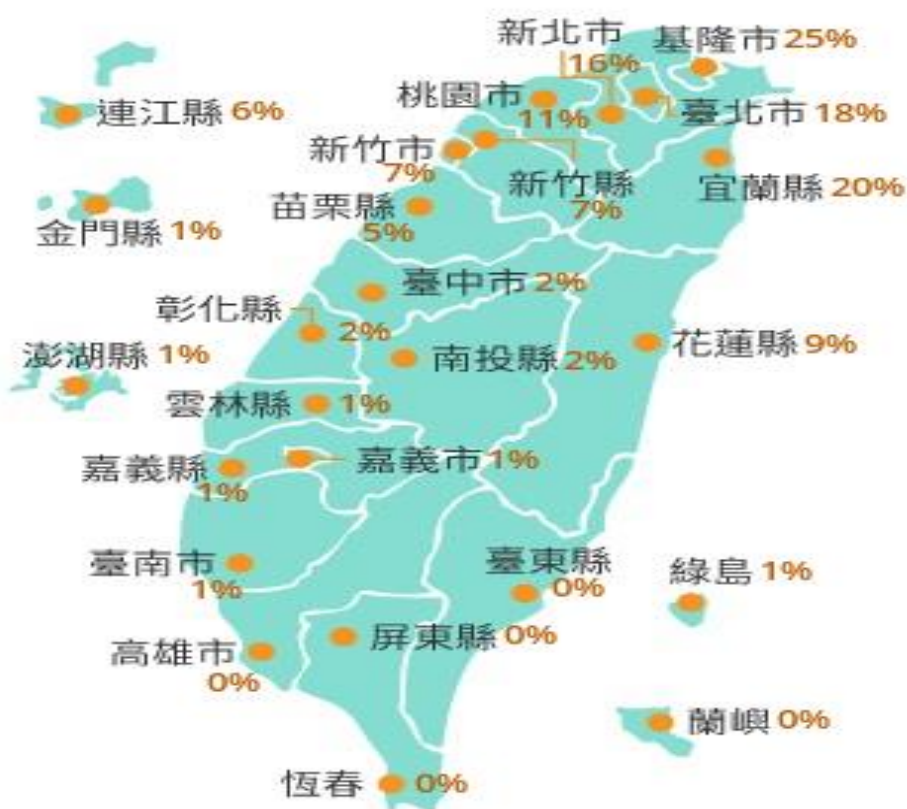 新北市
16%
基隆市 25%
連江縣 6%
桃園市
11%
臺北市 18%
新竹市
7%
新竹縣
7%
宜蘭縣
20%
苗栗縣
5%
金門縣 1%
臺中市 2%
彰化縣
2%
澎湖縣 1%
南投縣 2%
花蓮縣 9%
雲林縣 1%
嘉義縣
1%
嘉義市 1%
臺南市
1%
臺東縣
0%
綠島 1%
高雄市
0%
屏東縣 0%
蘭嶼 0%
恆春 0%